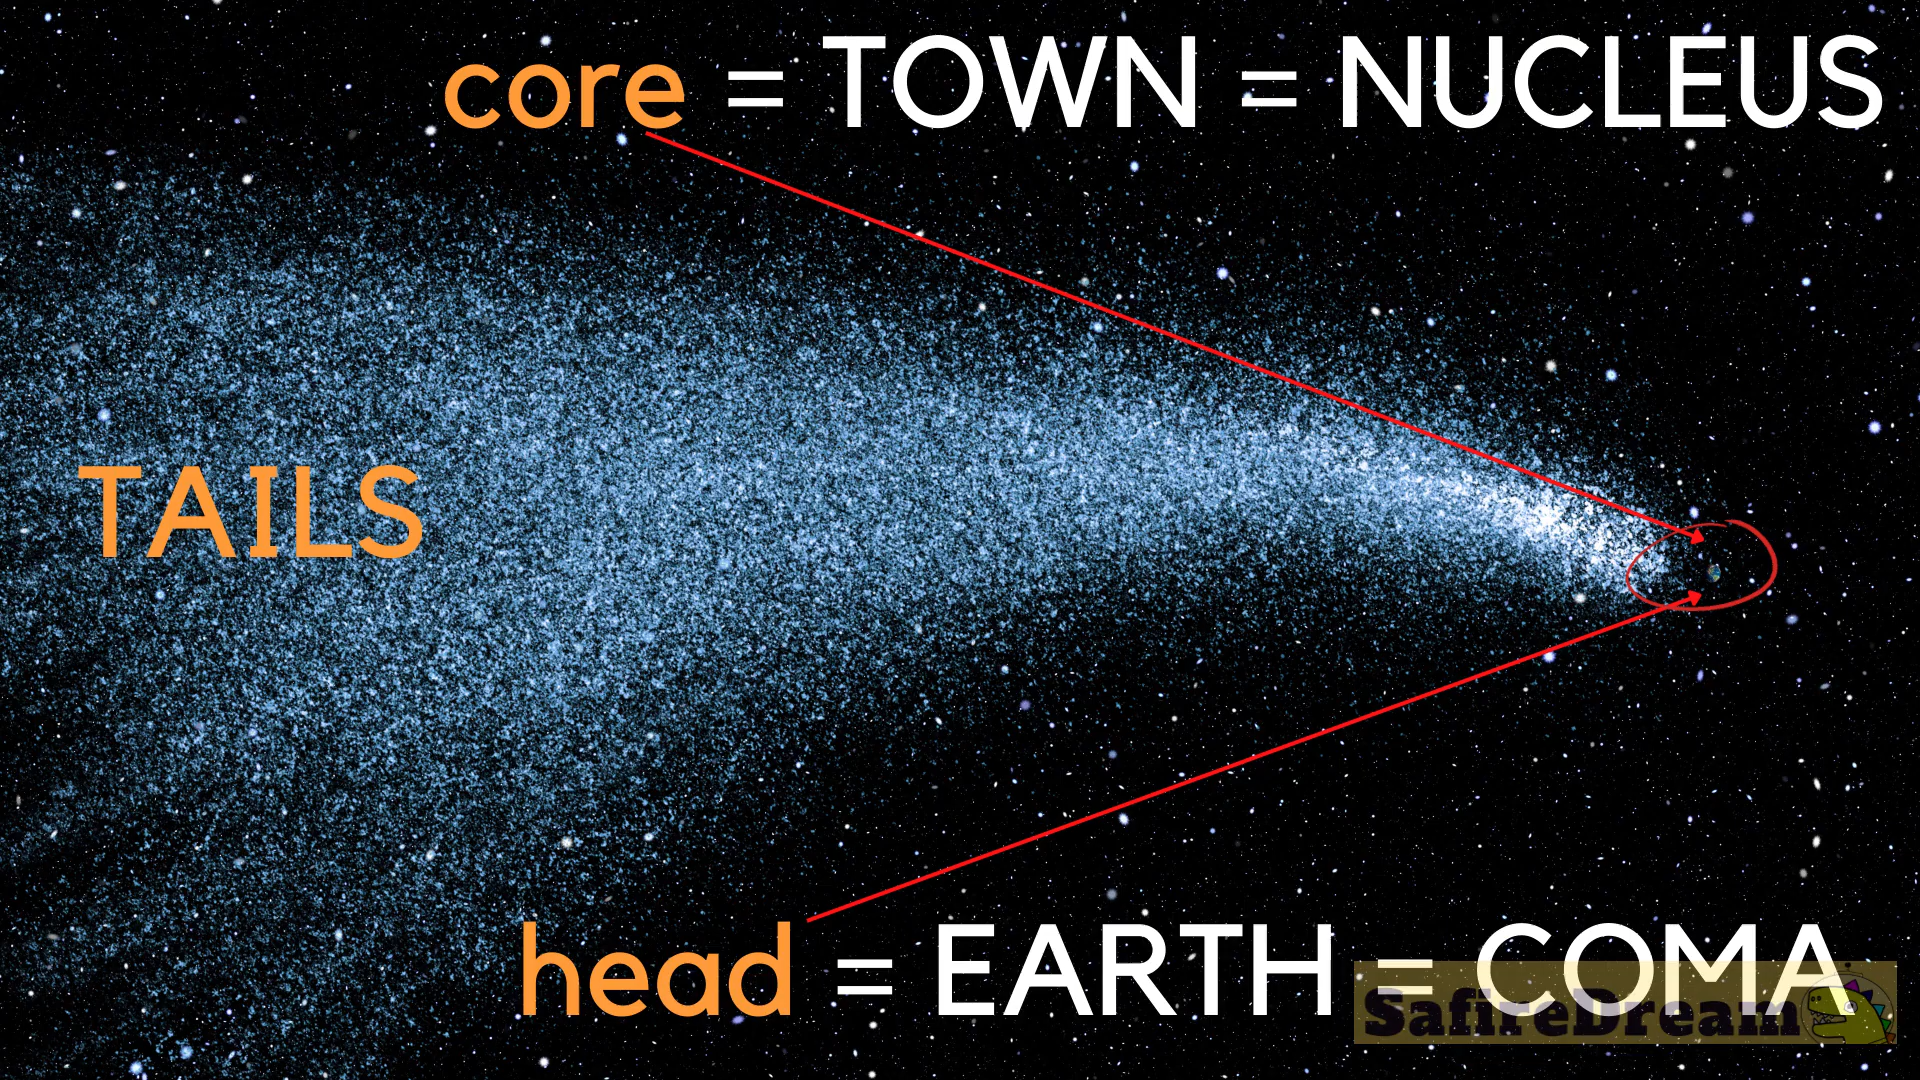 core = TOWN = NUCLEUS
TAILS
head = EARTH = COMA
SafireDream